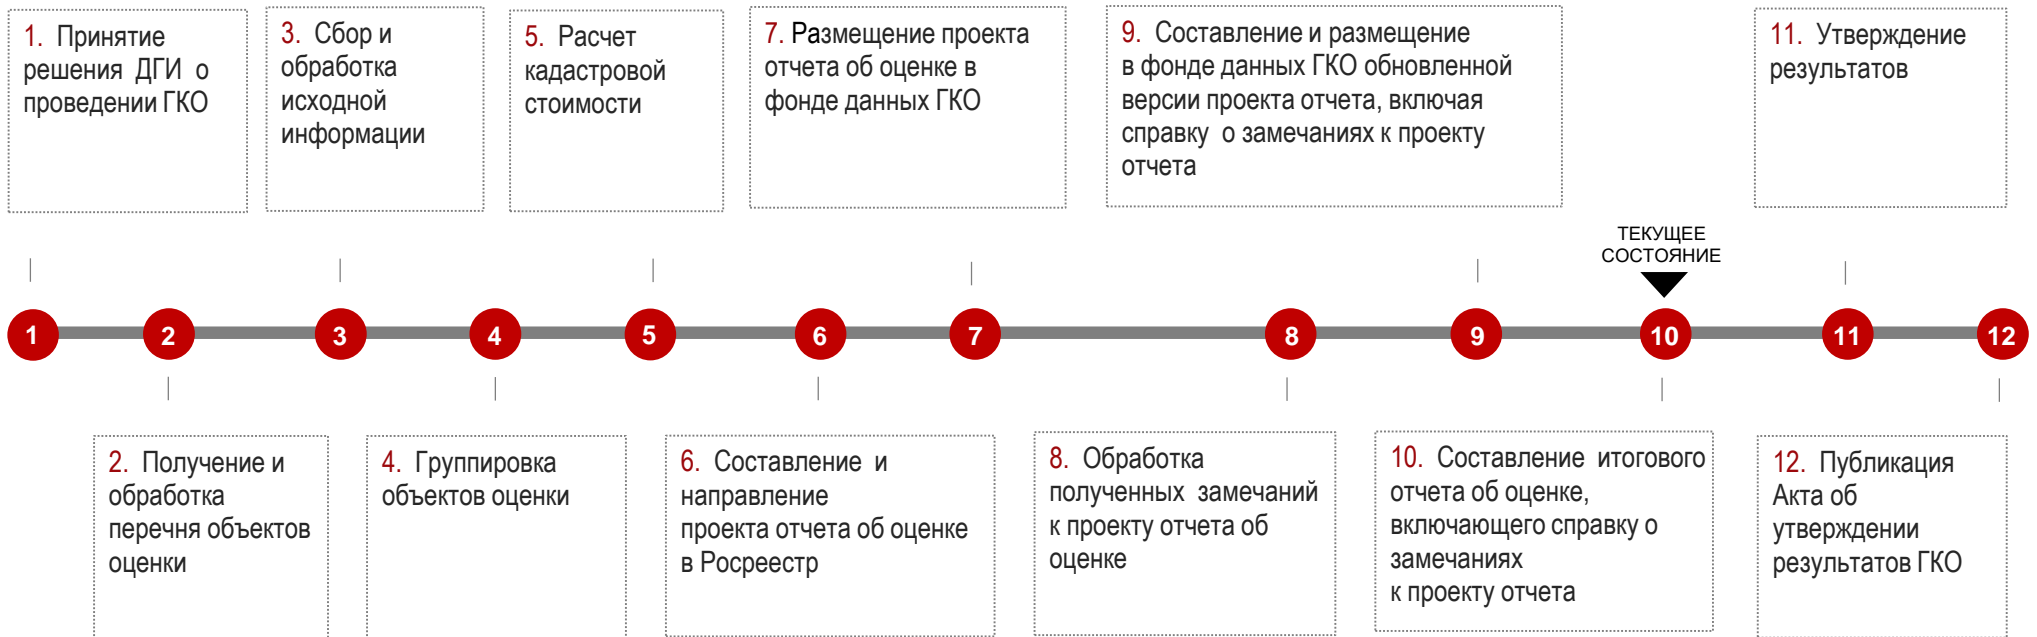 1. Принятие
решения ДГИ о
проведении ГКО
3. Сбор и
обработка
исходной
информации
5. Расчет
кадастровой
стоимости
7. Размещение проекта
отчета об оценке в
фонде данных ГКО
9. Составление и размещение
в фонде данных ГКО обновленной
версии проекта отчета, включая
справку о замечаниях к проекту
отчета
11. Утверждение
результатов
ТЕКУЩЕЕ
СОСТОЯНИЕ
1 2 3 4 5 6 7 8 9 10 11 12
2. Получение и
обработка
перечня объектов
оценки
4. Группировка
объектов оценки
6. Составление и
направление
проекта отчета об оценке
в Росреестр
8. Обработка
полученных замечаний
к проекту отчета об
оценке
10. Составление итогового
отчета об оценке,
включающего справку о
замечаниях
к проекту отчета
12. Публикация
Акта об
утверждении
результатов ГКО